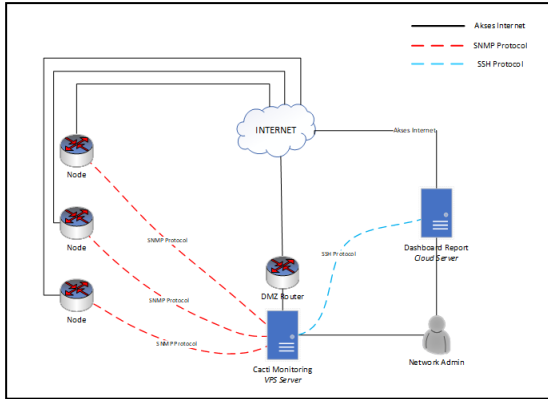 Akses Internet
SNMP Protocol
SSH Protocol
INTERNET
Akses Internet
Node
Node
Node
SNMP Protocol
SNMP Protocol
SNMP Protocol
SSH Protocol
DMZ Router
Dashboard Report
Cloud Server
Cacti Monitoring
VPS Server
Network Admin